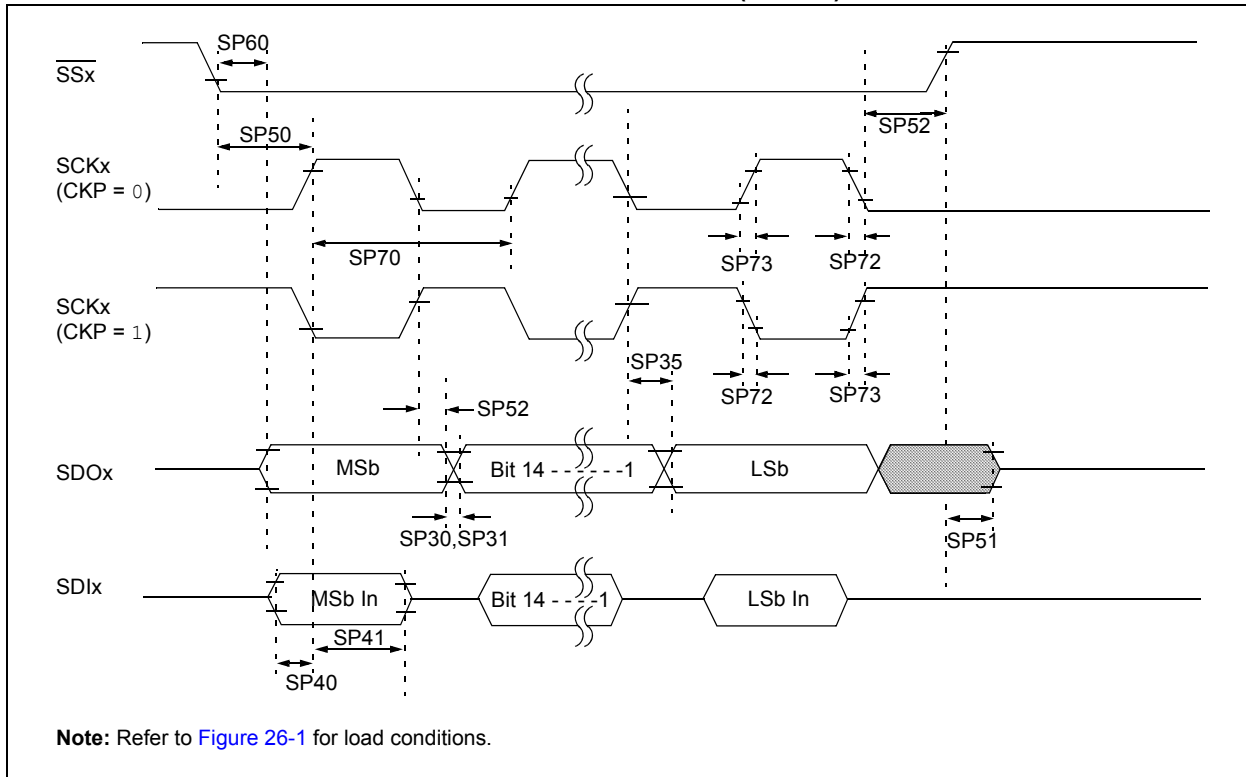 SP60
SSx
SP50
SP52
SCKx
(CKP = 0)
SP70
SP73
SP72
SCKx
(CKP = 1)
SP35
SP72
SP73
SP52
SDOx
MSb
Bit 14 - - - - - -1
LSb
SP30,SP31
SP51
SDIx
MSb In
Bit 14 - - - -1
LSb In
SP41
SP40
Note: Refer to Figure 26-1 for load conditions.